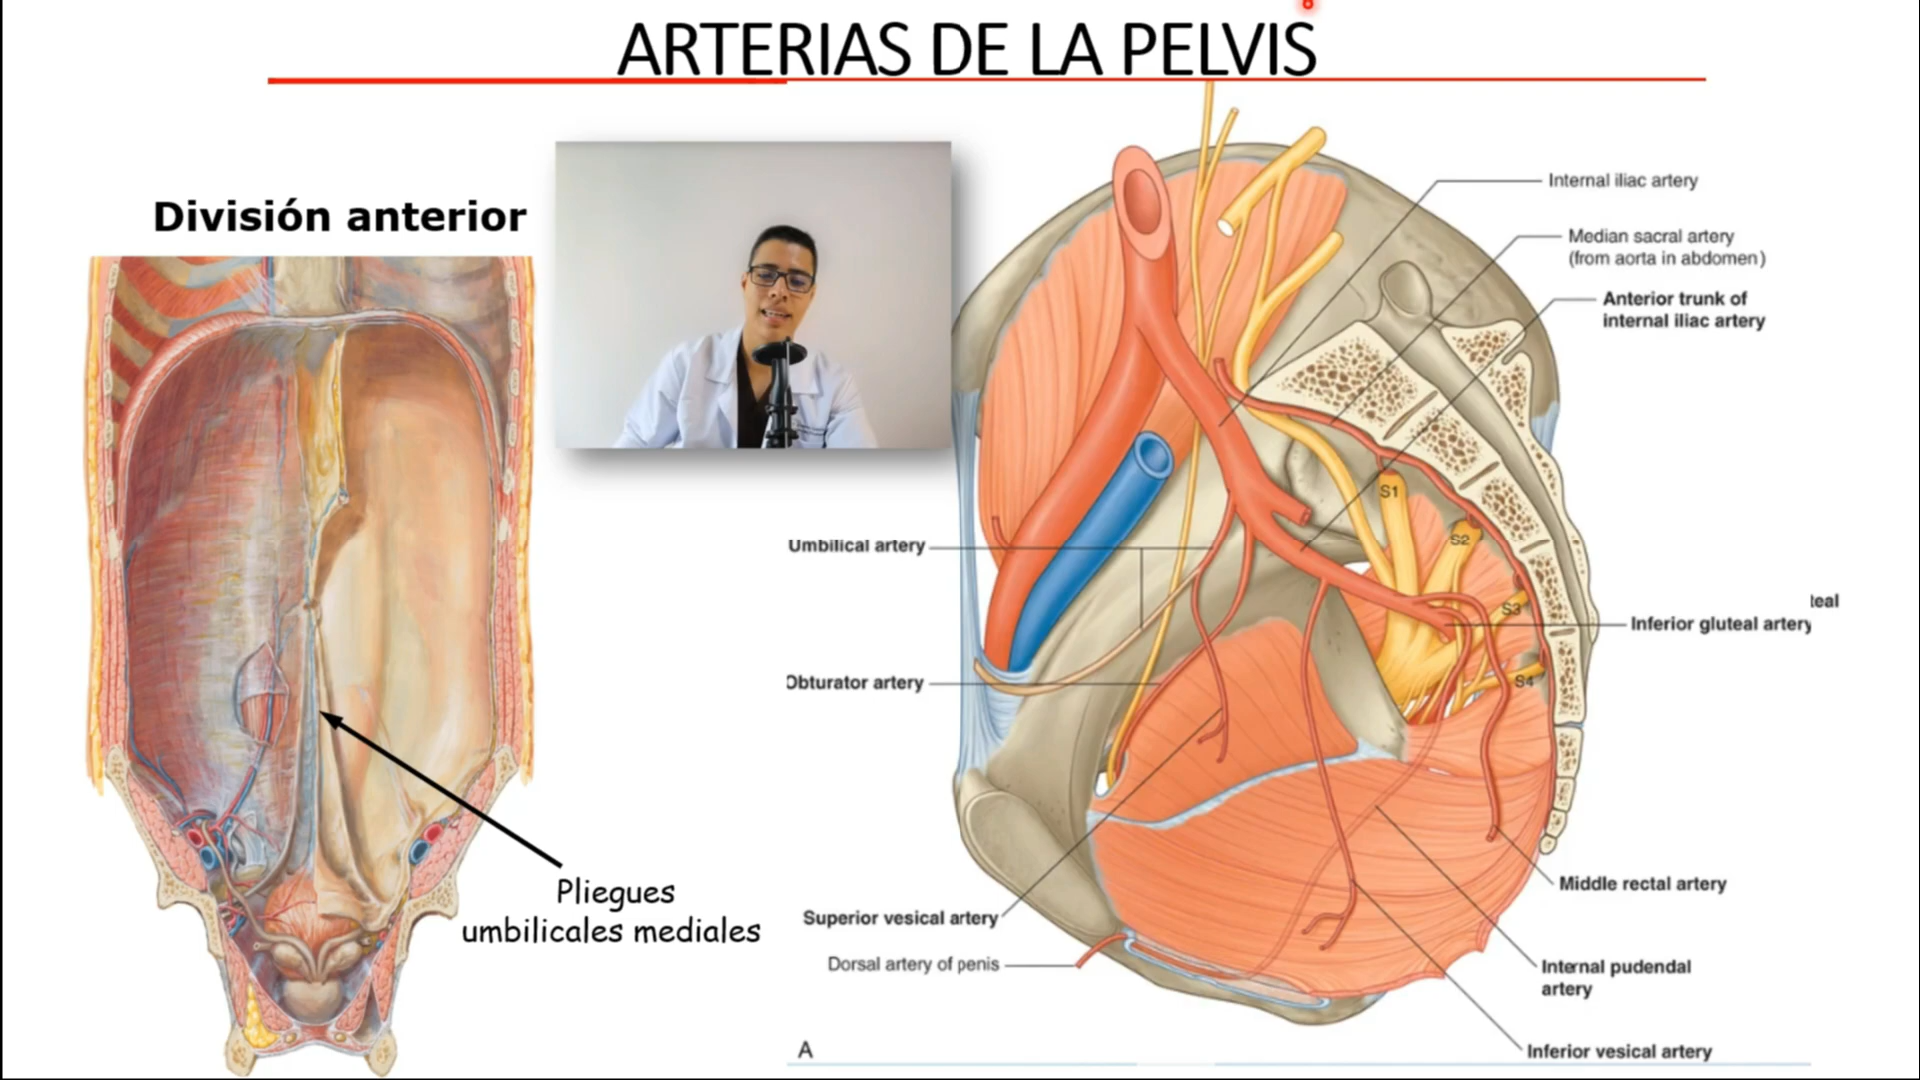 ARTERIAS DE LA PELVIS
División anterior
Pliegues
umbilicales mediales
Internal iliac artery
Median sacral artery
(from aorta in abdomen)
Anterior trunk of
internal iliac artery
S1
S2
S3
S4
Umbilical artery
Obturator artery
teal
Inferior gluteal artery
Superior vesical artery
Dorsal artery of penis
Middle rectal artery
Internal pudendal
artery
Inferior vesical artery
A